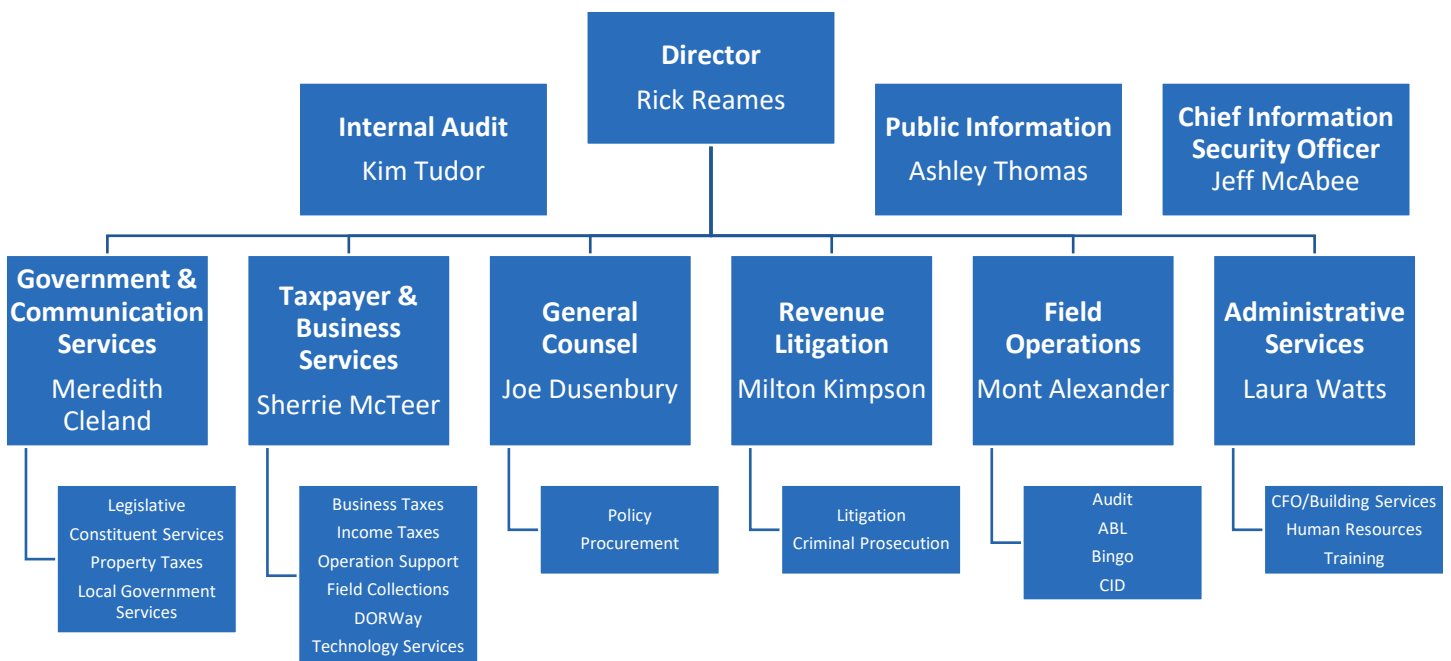 Director
Rick Reames
Internal Audit
Kim Tudor
Public Information
Ashley Thomas
Chief Information
Security Officer
Jeff McAbee
Government &
Communication
Services
Meredith
Cleland
Taxpayer &
Business
Services
Sherrie McTeer
General
Counsel
Joe Dusenbury
Revenue
Litigation
Milton Kimpson
Field
Operations
Mont Alexander
Administrative
Services
Laura Watts
Legislative
Constituent Services
Property Taxes
Local Government
Services
Business Taxes
Income Taxes
Operation Support
Field Collections
DORWay
Technology Services
Policy
Procurement
Litigation
Criminal Prosecution
Audit
ABL
Bingo
CID
CFO/Building Services
Human Resources
Training